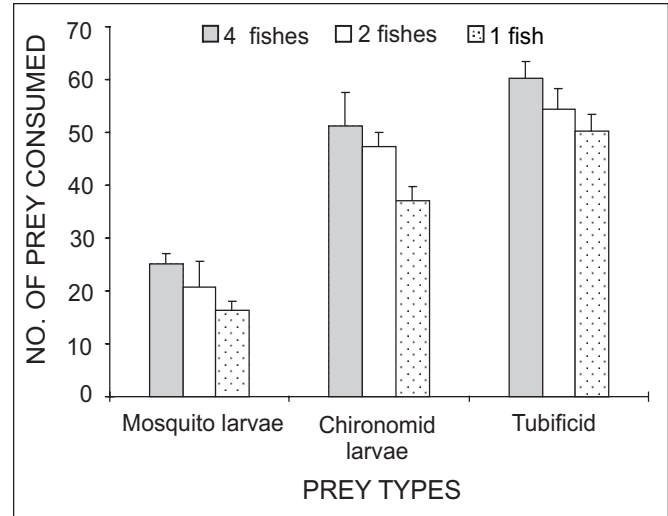 4 fishes 2 fishes 1 fish
70
60
50
40
30
20
10
0
NO. OF PREY CONSUMED
Mosquito larvae Chironomid larvae Tubificid
PREY TYPES